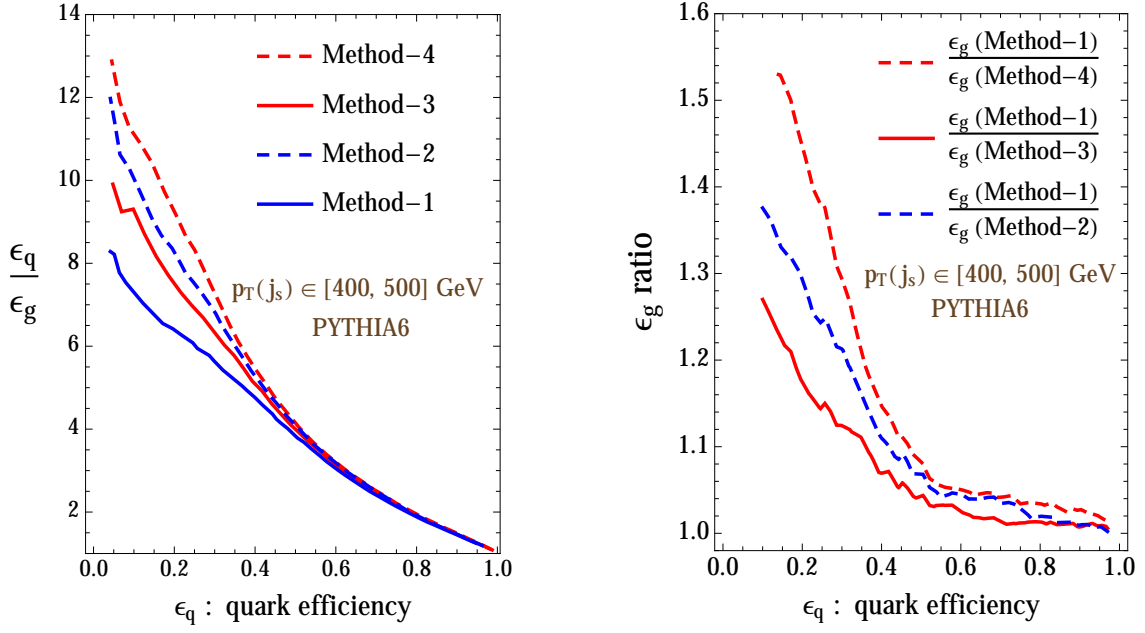 14
12
10
8
6
4
2
0.0 0.2 0.4 0.6 0.8 1.0
ϵq
ϵg
ϵq : quark efficiency
Method-4
Method-3
Method-2
Method-1
pT(js) ∈ [400, 500] GeV
PYTHIA6
1.6
1.5
1.4
1.3
1.2
1.1
1.0
0.0 0.2 0.4 0.6 0.8 1.0
ϵg ratio
ϵq : quark efficiency
ϵg (Method-1)
ϵg (Method-4)
ϵg (Method-1)
ϵg (Method-3)
ϵg (Method-1)
ϵg (Method-2)
pT(js) ∈ [400, 500] GeV
PYTHIA6